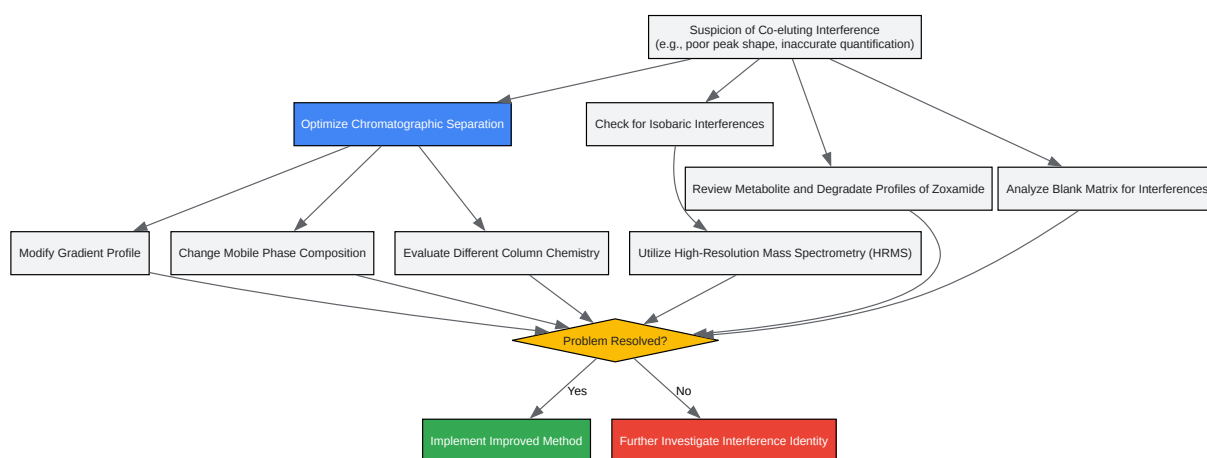 Suspicion of Co-eluting Interference
(e.g., poor peak shape, inaccurate quantification)
Optimize Chromatographic Separation
Check for Isobaric Interferences
Review Metabolite and Degradate Profiles of Zoxamide
Analyze Blank Matrix for Interferences
Modify Gradient Profile
Change Mobile Phase Composition
Evaluate Different Column Chemistry
Utilize High-Resolution Mass Spectrometry (HRMS)
Problem Resolved?
Yes
No
Implement Improved Method
Further Investigate Interference Identity